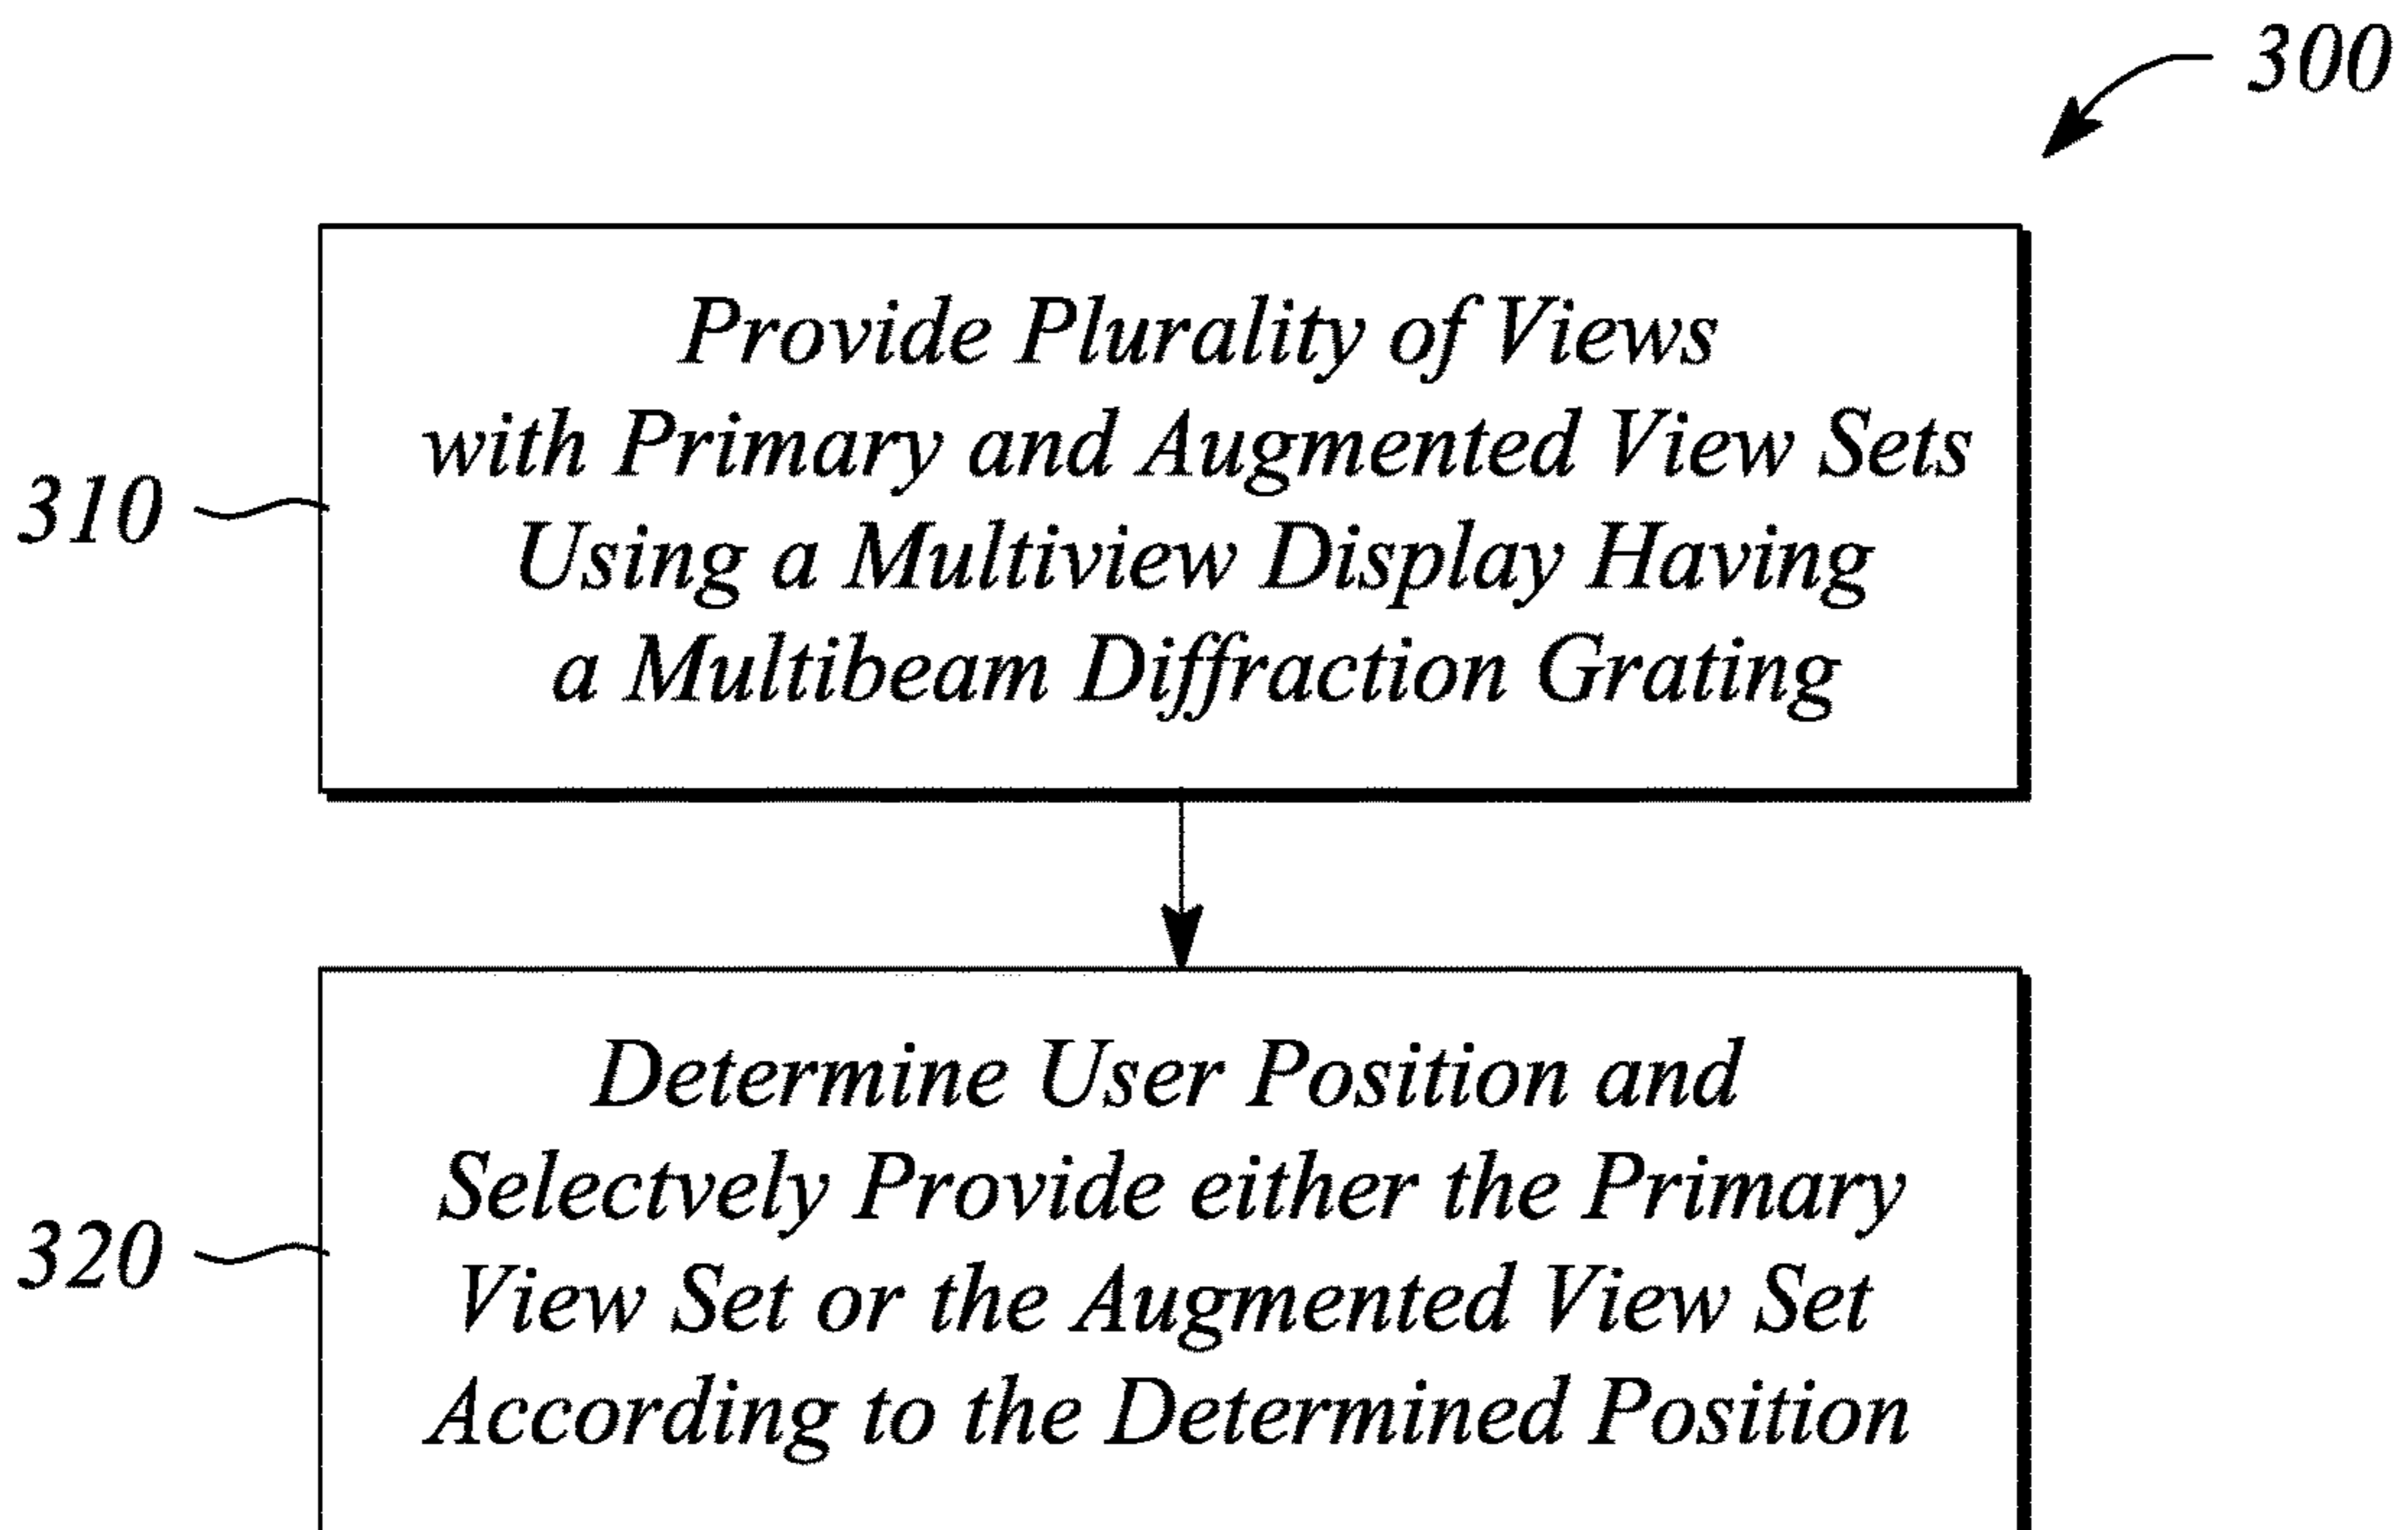 300
Provide Plurality of Views
with Primary and Augmented View Sets
310
Using a Multiview Display Having
a Multibeam Diffraction Grating
Determine User Position and
Selectvely Provide either the Primary
320
View Set or the Augmented View Set
According to the Determined Position